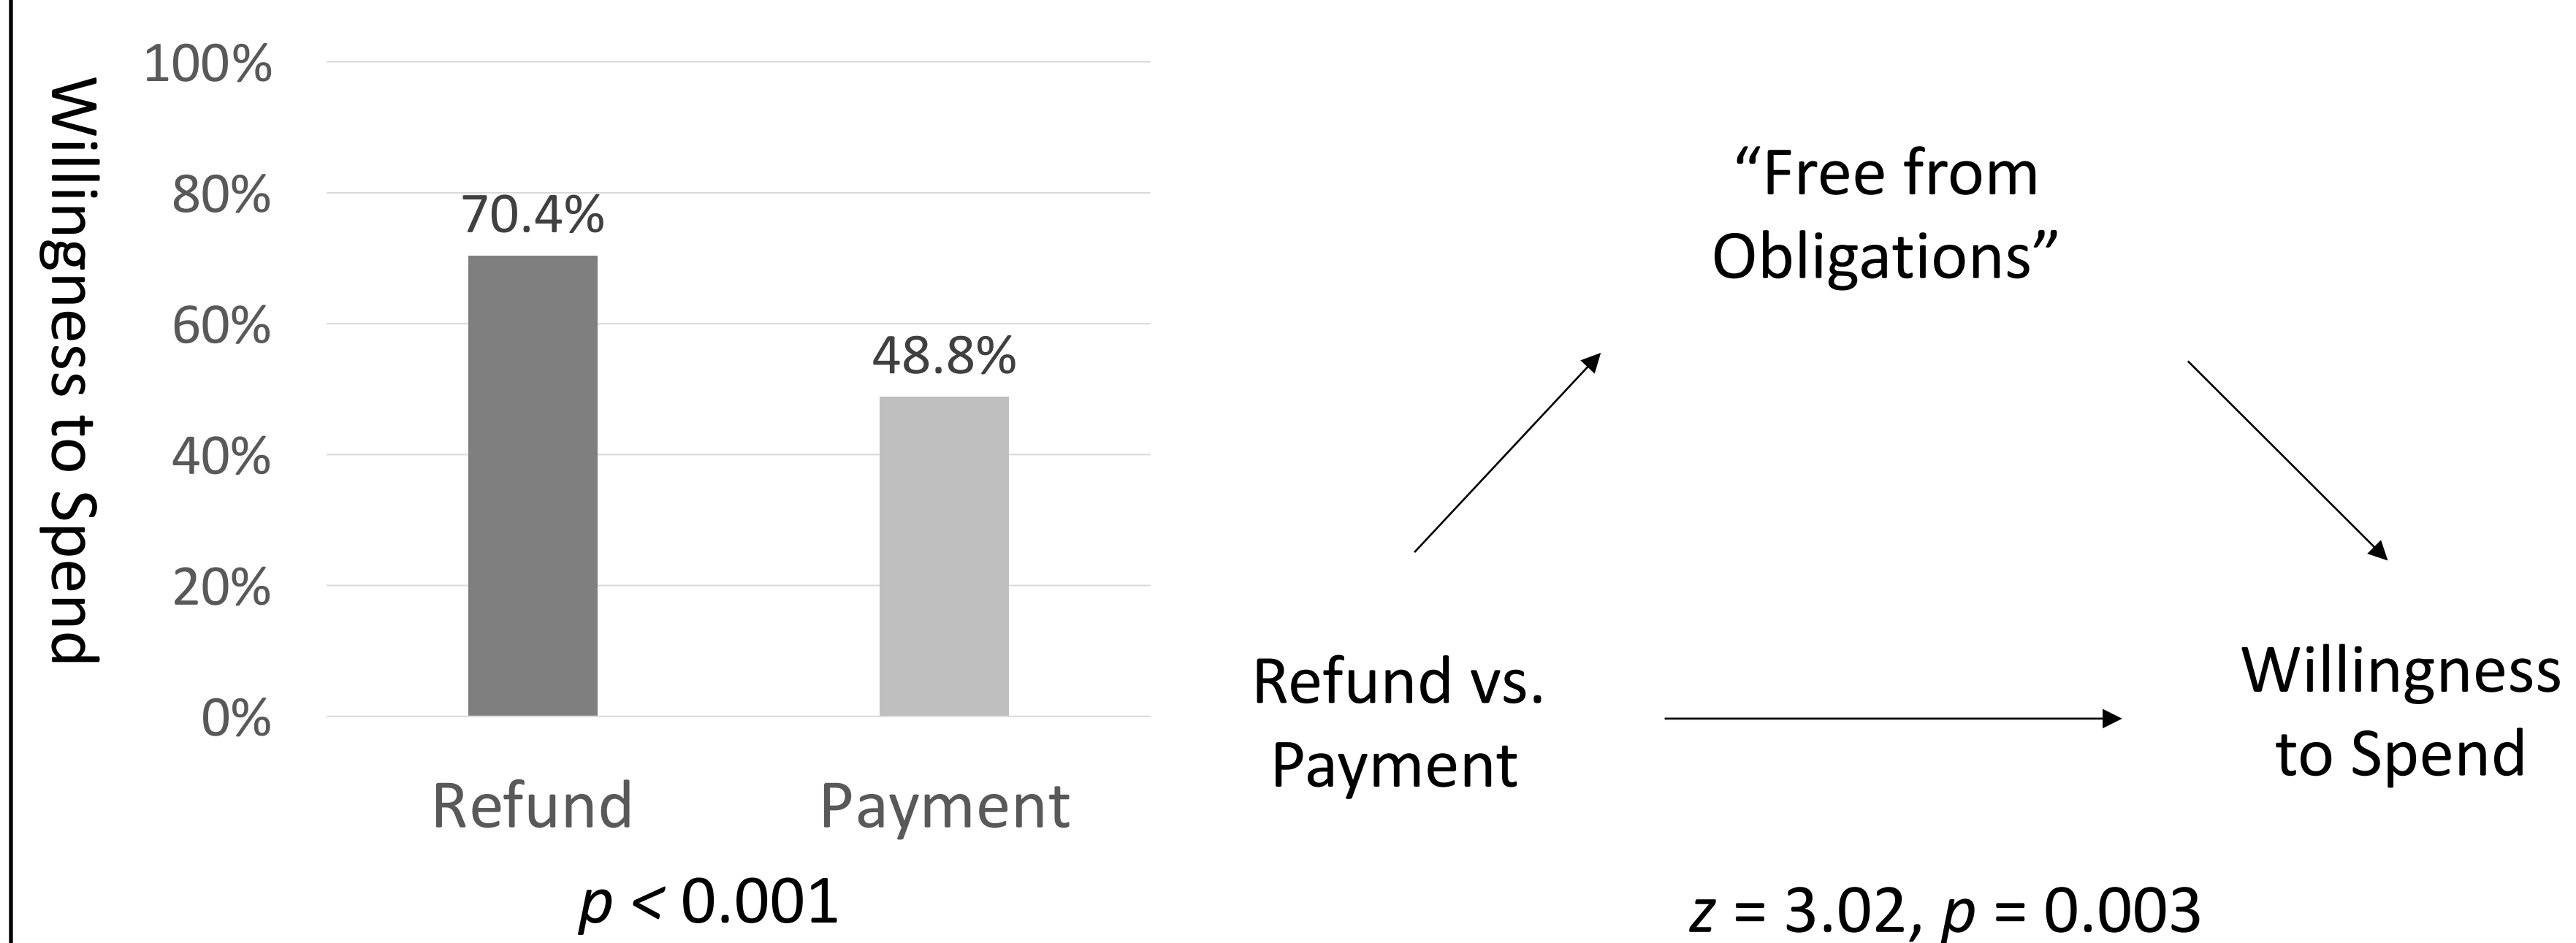 Willingness to Spend
100%
80%
60%
40%
20%
0%
70.4%
48.8%
Refund
Payment
p < 0.001
“Free from
Obligations”
Refund vs.
Payment
Willingness
to Spend
z = 3.02, p = 0.003